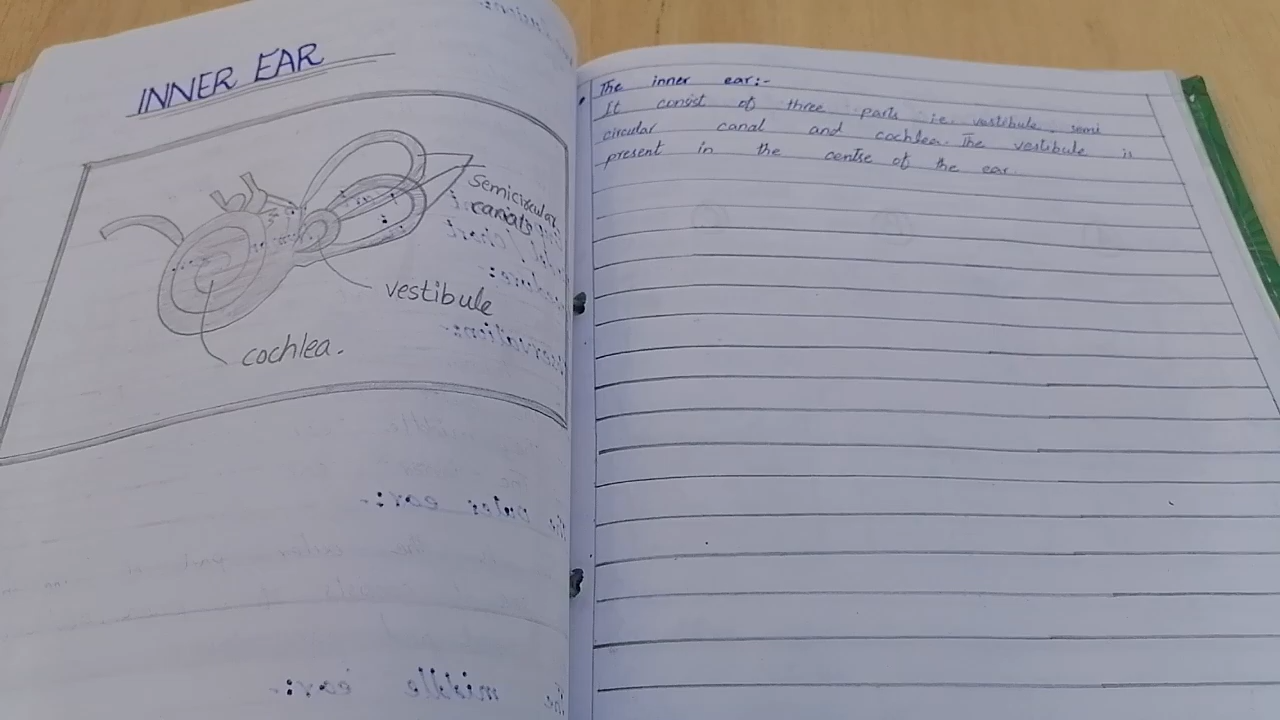 INNER EAR
Semicircular
canals
vestibule
cochlea.
The inner ear:-
It consist of three parts i.e. vestibule, semi
circular canal and cochlea. The vestibule is
present in the centre of the ear.